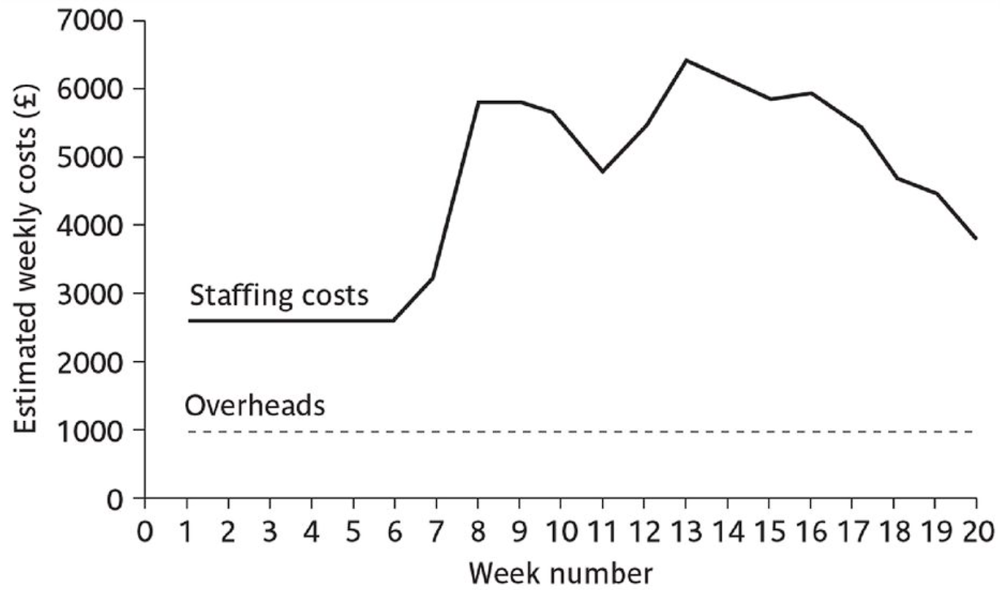 Estimated weekly costs (£)
7000
6000
5000
4000
3000
2000
1000
0
Staffing costs
Overheads
0 1 2 3 4 5 6 7 8 9 10 11 12 13 14 15 16 17 18 19 20
Week number